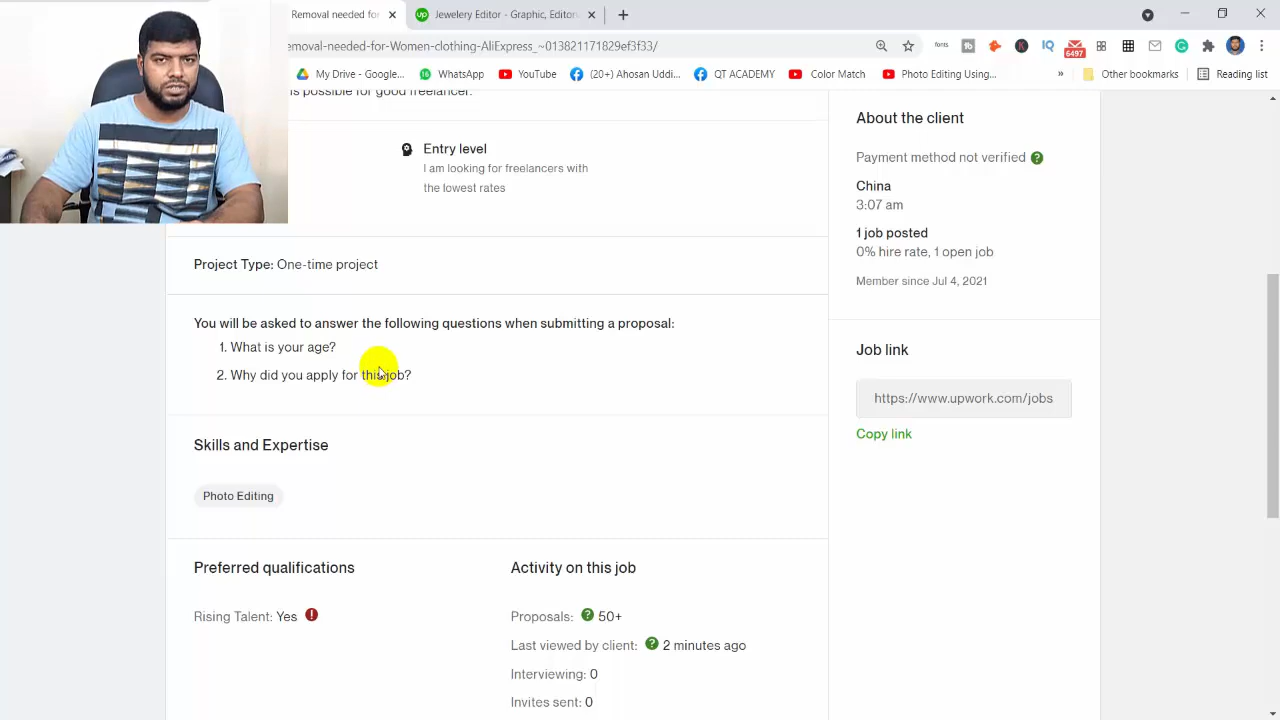 Removal needed for
Jewelery Editor - Graphic, Editor
emoval-needed-for-Women-clothing-AliExpress_~013821171829ef3f33/
fonts
6497
My Drive - Google...
WhatsApp
YouTube
(20+) Ahosan Uddi...
QT ACADEMY
Color Match
Photo Editing Using...
»
Other bookmarks
Reading list
is possible for good freelancer.
Entry level
I am looking for freelancers with
the lowest rates
Project Type: One-time project
You will be asked to answer the following questions when submitting a proposal:
1. What is your age?
2. Why did you apply for this job?
Skills and Expertise
Photo Editing
Preferred qualifications
Rising Talent: Yes
Activity on this job
Proposals: 50+
Last viewed by client: 2 minutes ago
Interviewing: 0
Invites sent: 0
About the client
Payment method not verified
China
3:07 am
1 job posted
0% hire rate, 1 open job
Member since Jul 4, 2021
Job link
https://www.upwork.com/jobs
Copy link